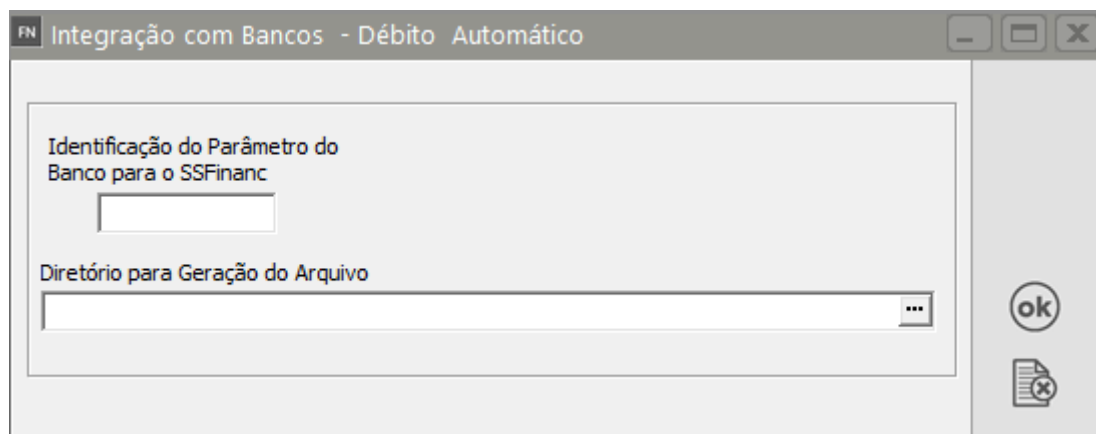 FN Integração com Bancos - Débito Automático
Identificação do Parâmetro do
Banco para o SSFinanc
Diretório para Geração do Arquivo
...
ok